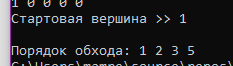 1 0 0 0 0
Стартовая вершина >> 1
Порядок обхода: 1 2 3 5